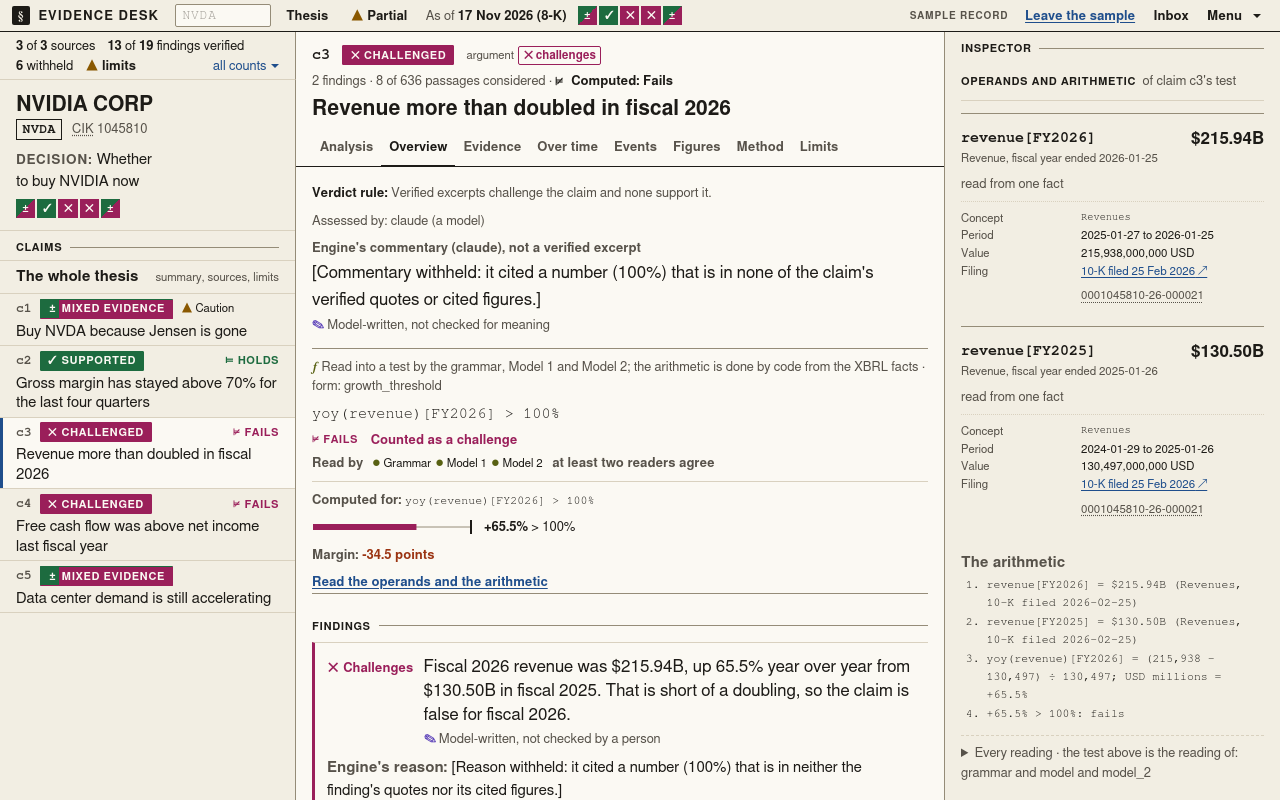 § EVIDENCE DESK NVDA Thesis Partial As of 17 Nov 2026 (8-K) ± ✓ ✕ ✕ ± SAMPLE RECORD Leave the sample Inbox Menu
3 of 3 sources 13 of 19 findings verified
6 withheld limits all counts
NVIDIA CORP
NVDA CIK 1045810
DECISION: Whether
to buy NVIDIA now
± ✓ ✕ ✕ ±
CLAIMS
The whole thesis summary, sources, limits
c1 ± MIXED EVIDENCE Caution
Buy NVDA because Jensen is gone
c2 ✓ SUPPORTED ⊨ HOLDS
Gross margin has stayed above 70% for
the last four quarters
c3 ✕ CHALLENGED ⊭ FAILS
Revenue more than doubled in fiscal
2026
c4 ✕ CHALLENGED ⊭ FAILS
Free cash flow was above net income
last fiscal year
c5 ± MIXED EVIDENCE
Data center demand is still accelerating
c3 ✕ CHALLENGED argument ✕ challenges
2 findings · 8 of 636 passages considered · ⊭ Computed: Fails
Revenue more than doubled in fiscal 2026
Analysis Overview Evidence Over time Events Figures Method Limits
Verdict rule: Verified excerpts challenge the claim and none support it.
Assessed by: claude (a model)
Engine's commentary (claude), not a verified excerpt
[Commentary withheld: it cited a number (100%) that is in none of the claim's
verified quotes or cited figures.]
✎ Model-written, not checked for meaning
ƒ Read into a test by the grammar, Model 1 and Model 2; the arithmetic is done by code from the XBRL facts ·
form: growth_threshold
yoy(revenue)[FY2026] > 100%
⊭ FAILS Counted as a challenge
Read by ● Grammar ● Model 1 ● Model 2 at least two readers agree
Computed for: yoy(revenue)[FY2026] > 100%
+65.5% > 100%
Margin: -34.5 points
Read the operands and the arithmetic
FINDINGS
✕ Challenges Fiscal 2026 revenue was $215.94B, up 65.5% year over year from
$130.50B in fiscal 2025. That is short of a doubling, so the claim is
false for fiscal 2026.
✎ Model-written, not checked by a person
Engine's reason: [Reason withheld: it cited a number (100%) that is in neither the
finding's quotes nor its cited figures.]
INSPECTOR
OPERANDS AND ARITHMETIC of claim c3's test
revenue[FY2026] $215.94B
Revenue, fiscal year ended 2026-01-25
read from one fact
Concept Revenues
Period 2025-01-27 to 2026-01-25
Value 215,938,000,000 USD
Filing 10-K filed 25 Feb 2026 ↗
0001045810-26-000021
revenue[FY2025] $130.50B
Revenue, fiscal year ended 2025-01-26
read from one fact
Concept Revenues
Period 2024-01-29 to 2025-01-26
Value 130,497,000,000 USD
Filing 10-K filed 25 Feb 2026 ↗
0001045810-26-000021
The arithmetic
1. revenue[FY2026] = $215.94B (Revenues,
10-K filed 2026-02-25)
2. revenue[FY2025] = $130.50B (Revenues,
10-K filed 2026-02-25)
3. yoy(revenue)[FY2026] = (215,938 −
130,497) ÷ 130,497; USD millions =
+65.5%
4. +65.5% > 100%: fails
▶ Every reading · the test above is the reading of:
grammar and model and model_2